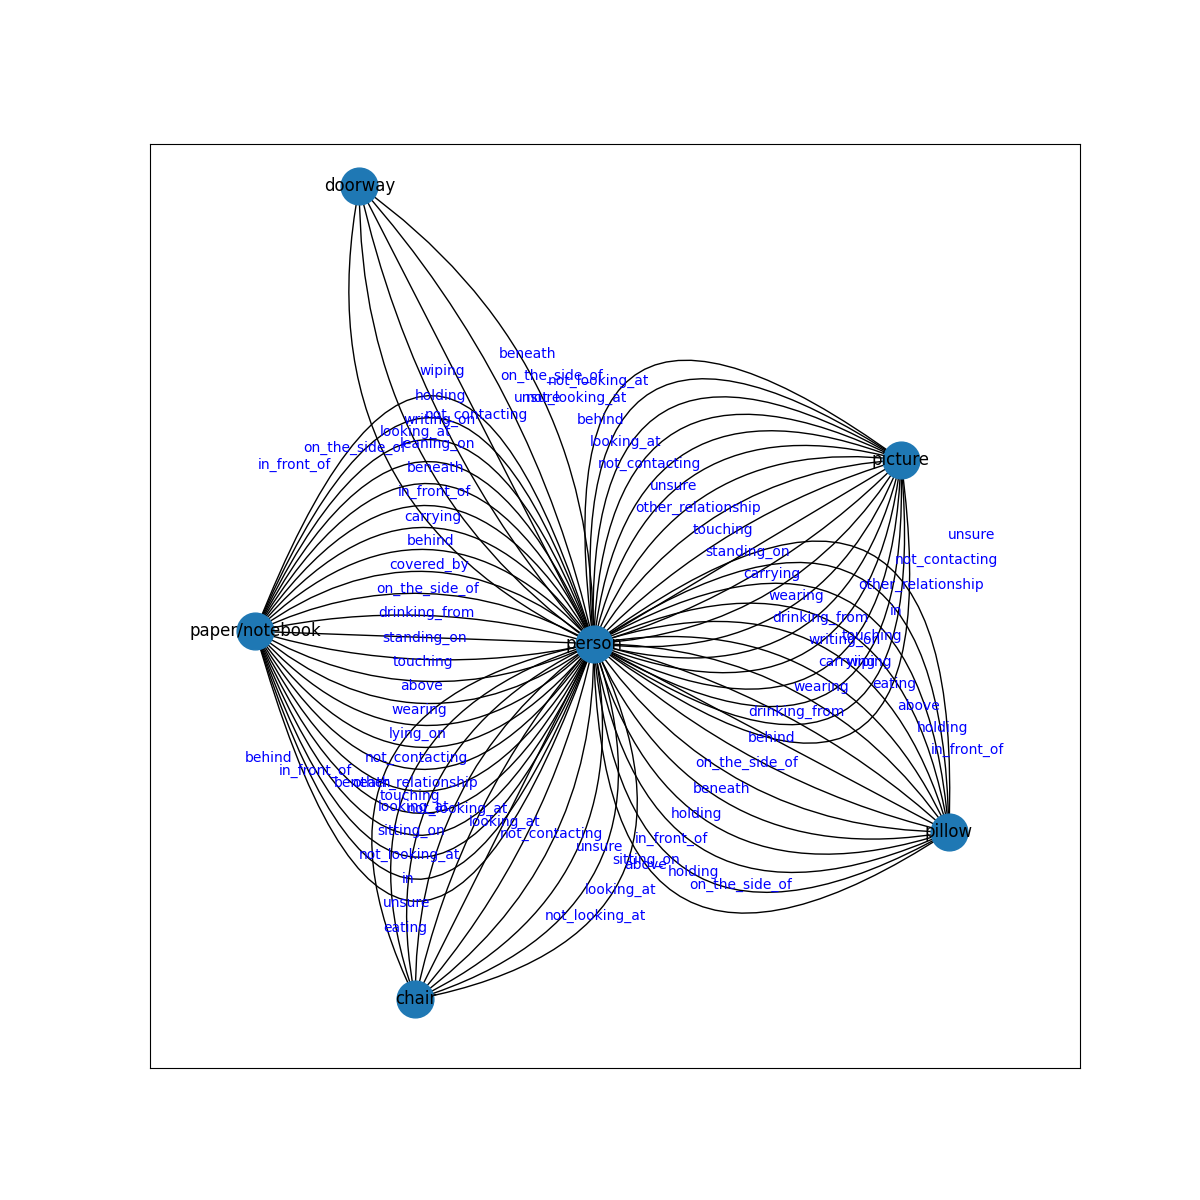 doorway
beneath
wiping
on_the_side_of
not_looking_at
holding
unsure
not_looking_at
not_contacting
writing_on
behind
looking_at
leaning_on
looking_at
on_the_side_of
picture
in_front_of
not_contacting
beneath
unsure
in_front_of
other_relationship
carrying
touching
unsure
behind
standing_on
not_contacting
covered_by
carrying
other_relationship
on_the_side_of
wearing
in
drinking_from
drinking_from
paper/notebook
standing_on
writing_on
touching
person
touching
carrying
wiping
above
wearing
eating
wearing
drinking_from
above
lying_on
behind
holding
not_contacting
behind
on_the_side_of
in_front_of
in_front_of
beneath
other_relationship
beneath
touching
looking_at
not_looking_at
holding
looking_at
sitting_on
not_contacting
in_front_of
pillow
not_looking_at
unsure
sitting_on
above
holding
in
looking_at
on_the_side_of
unsure
not_looking_at
eating
chair